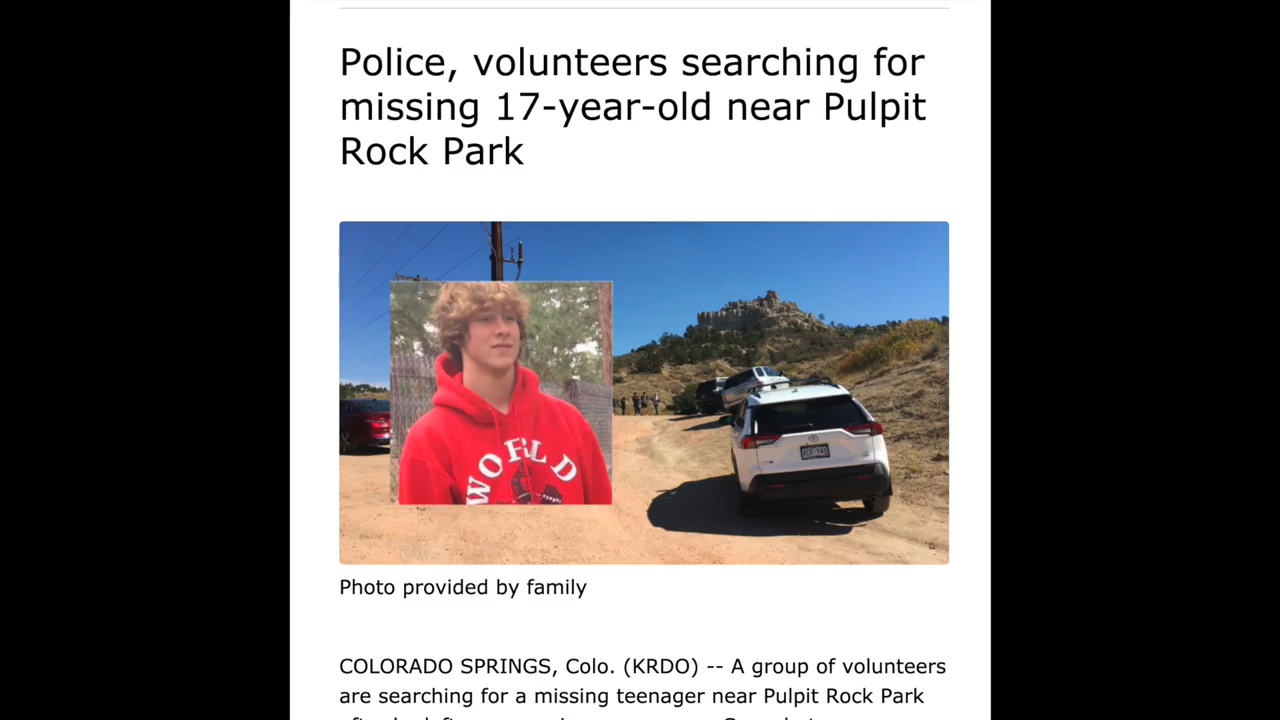 Police, volunteers searching for
missing 17-year-old near Pulpit
Rock Park
WORLD
Photo provided by family
COLORADO SPRINGS, Colo. (KRDO) -- A group of volunteers
are searching for a missing teenager near Pulpit Rock Park